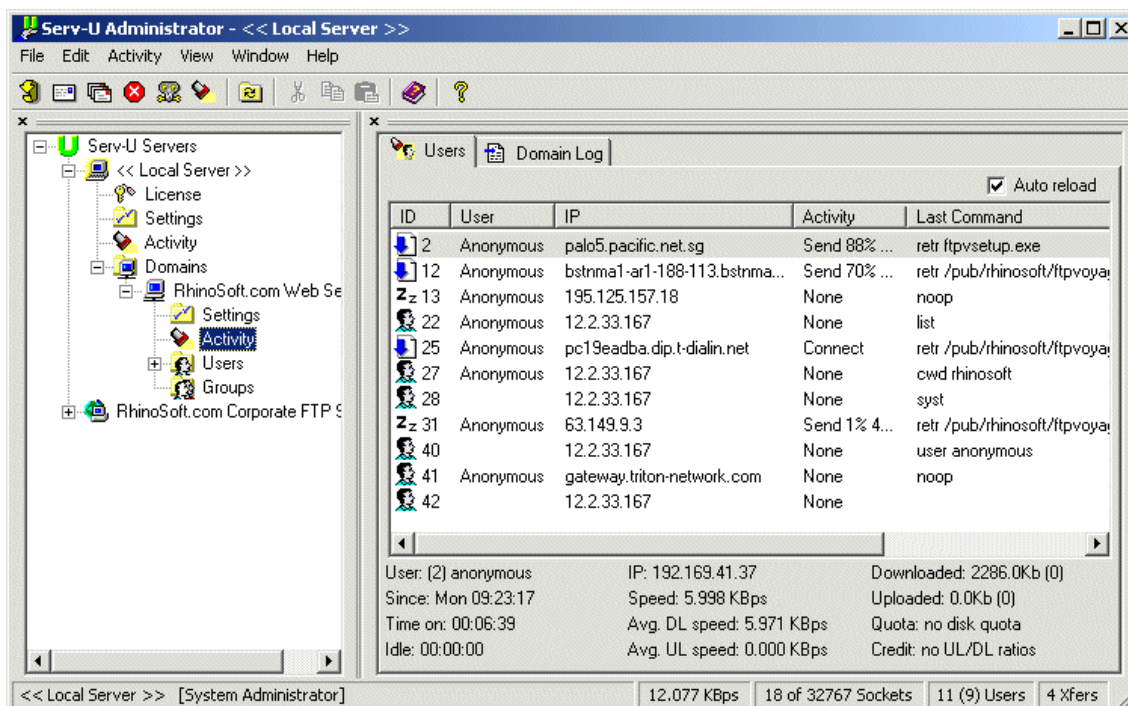 Serv-U Administrator - << Local Server >>
File Edit Activity View Window Help
Serv-U Servers
<< Local Server >>
License
Settings
Activity
Domains
RhinoSoft.com Web Se
Settings
Activity
Users
Groups
RhinoSoft.com Corporate FTP S
Users Domain Log
Auto reload
ID User IP Activity Last Command
2 Anonymous palo5.pacific.net.sg Send 88% ... retr ftpvsetup.exe
12 Anonymous bstnma1-ar1-188-113.bstnma... Send 70% ... retr /pub/rhinosoft/ftpvoyag
Zz 13 Anonymous 195.125.157.18 None noop
22 Anonymous 12.2.33.167 None list
25 Anonymous pc19eadba.dip.t-dialin.net Connect retr /pub/rhinosoft/ftpvoyag
27 Anonymous 12.2.33.167 None cwd rhinosoft
28 12.2.33.167 None syst
Zz 31 Anonymous 63.149.9.3 Send 1% 4... retr /pub/rhinosoft/ftpvoyag
40 12.2.33.167 None user anonymous
41 Anonymous gateway.triton-network.com None noop
42 12.2.33.167 None
User: (2) anonymous IP: 192.169.41.37 Downloaded: 2286.0Kb (0)
Since: Mon 09:23:17 Speed: 5.998 KBps Uploaded: 0.0Kb (0)
Time on: 00:06:39 Avg. DL speed: 5.971 KBps Quota: no disk quota
Idle: 00:00:00 Avg. UL speed: 0.000 KBps Credit: no UL/DL ratios
<< Local Server >> [System Administrator] 12.077 KBps 18 of 32767 Sockets 11 (9) Users 4 Xfers